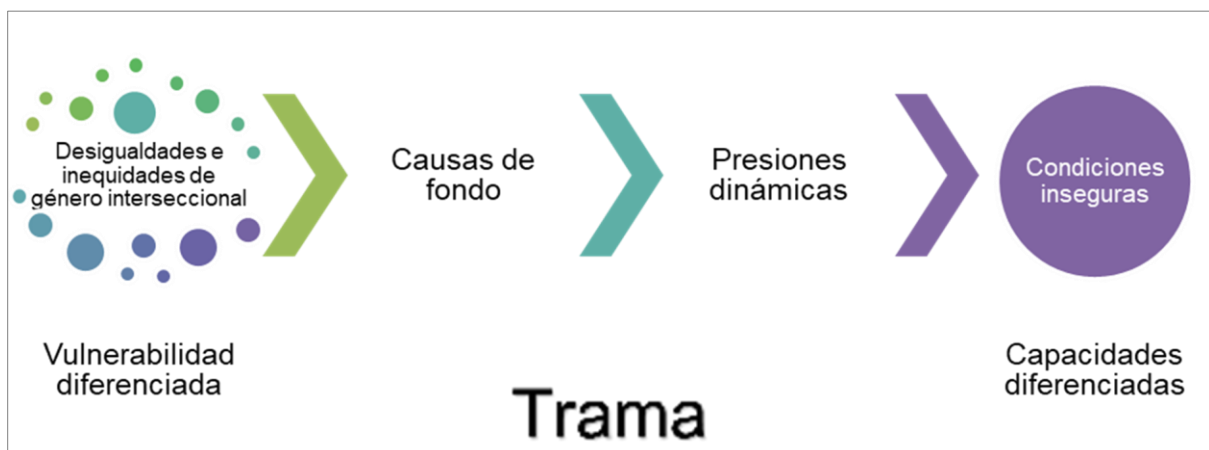 Desigualdades e
inequidades de
género interseccional
Causas de
fondo
Presiones
dinámicas
Condiciones
inseguras
Vulnerabilidad
diferenciada
Capacidades
diferenciadas
Trama